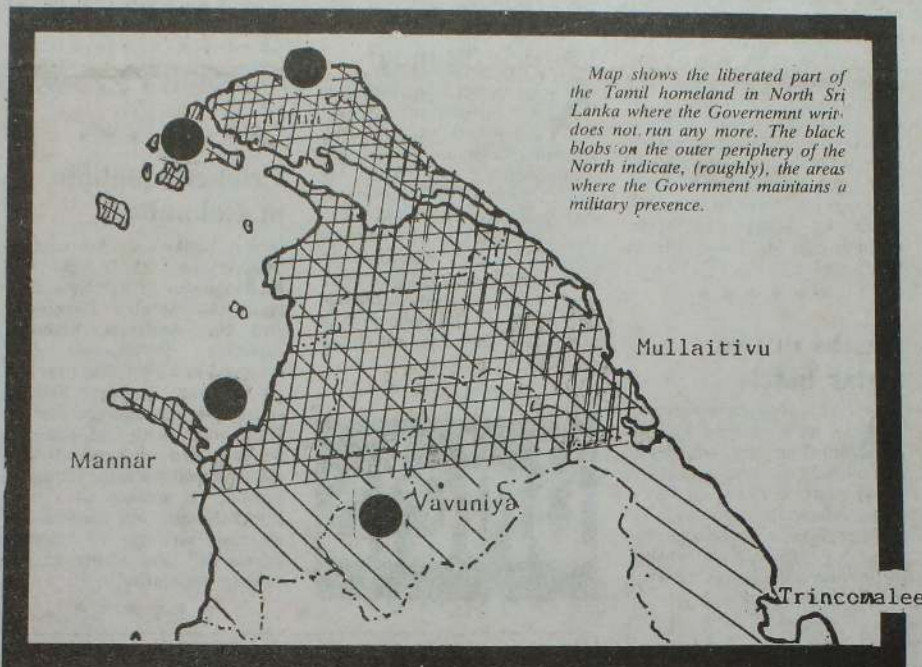 Map shows the liberated part of
the Tamil homeland in North Sri
Lanka where the Governemnt writ
does not run any more. The black
blobs on the outer periphery of the
North indicate, (roughly), the areas
where the Government maintains a
military presence.
Mullaitivu
Mannar
Vavuniya
Trincomalee